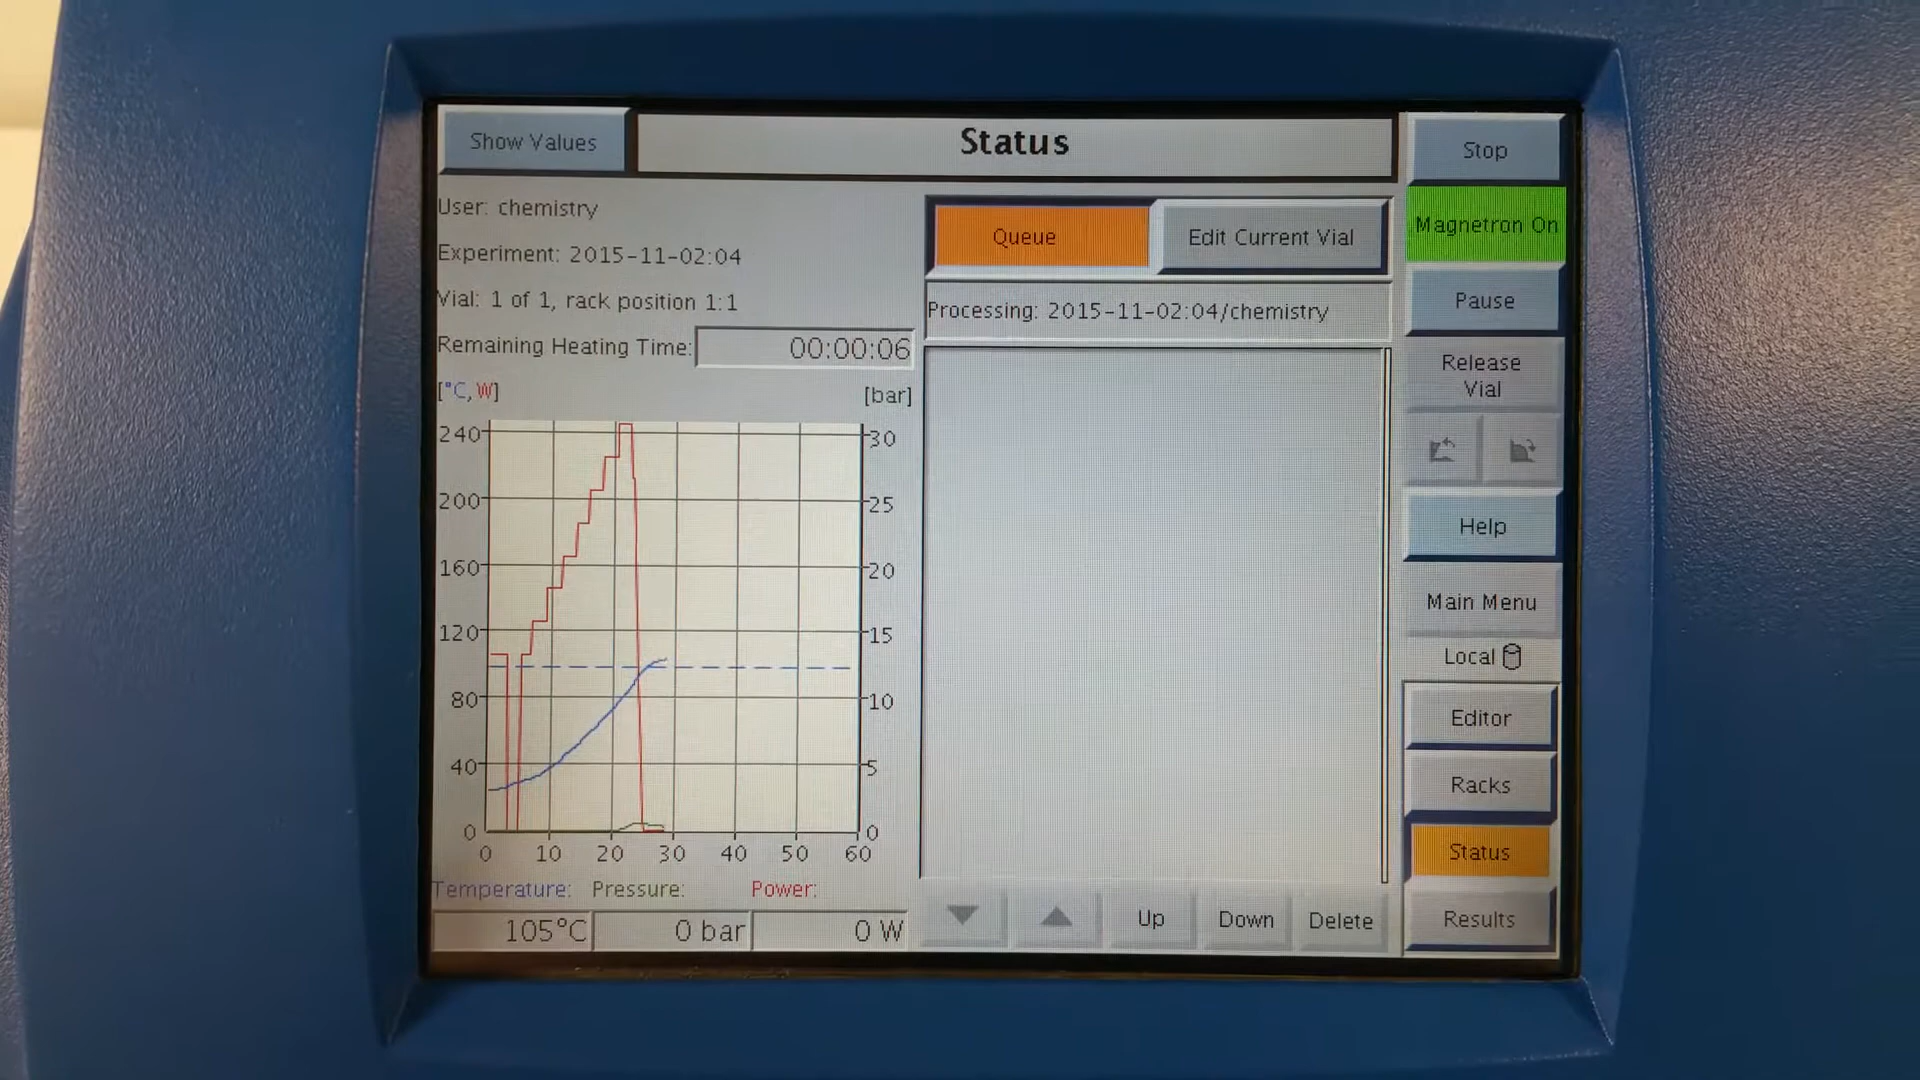 Show Values
Status
User: chemistry
Experiment: 2015-11-02:04
Vial: 1 of 1, rack position 1:1
Remaining Heating Time: 00:00:06
[°C,W]
[bar]
240
200
160
120
80
40
0
30
25
20
15
10
5
0
0 10 20 30 40 50 60
Temperature: Pressure: Power:
105°C 0 bar 0 W
Queue
Edit Current Vial
Processing: 2015-11-02:04/chemistry
Up Down Delete
Stop
Magnetron On
Pause
Release
Vial
Help
Main Menu
Local
Editor
Racks
Status
Results